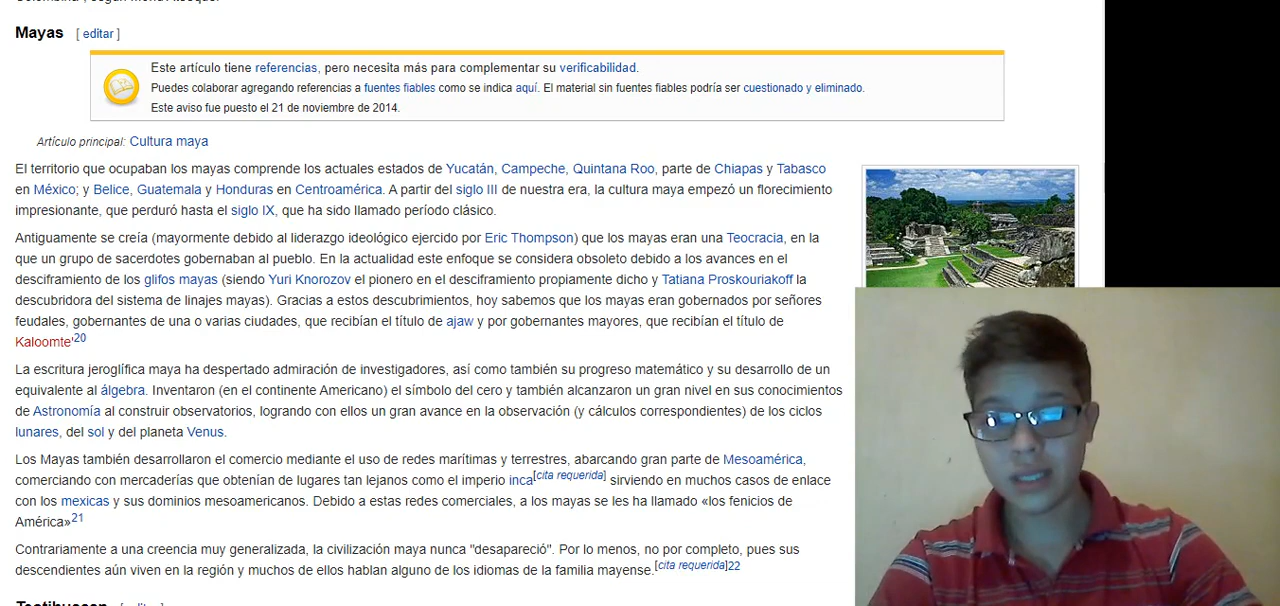 Mayas [ editar ]
Este artículo tiene referencias, pero necesita más para complementar su verificabilidad.
Puedes colaborar agregando referencias a fuentes fiables como se indica aquí. El material sin fuentes fiables podría ser cuestionado y eliminado.
Este aviso fue puesto el 21 de noviembre de 2014.
Artículo principal: Cultura maya
El territorio que ocupaban los mayas comprende los actuales estados de Yucatán, Campeche, Quintana Roo, parte de Chiapas y Tabasco
en México; y Belice, Guatemala y Honduras en Centroamérica. A partir del siglo III de nuestra era, la cultura maya empezó un florecimiento
impresionante, que perduró hasta el siglo IX, que ha sido llamado período clásico.
Antiguamente se creía (mayormente debido al liderazgo ideológico ejercido por Eric Thompson) que los mayas eran una Teocracia, en la
que un grupo de sacerdotes gobernaban al pueblo. En la actualidad este enfoque se considera obsoleto debido a los avances en el
desciframiento de los glifos mayas (siendo Yuri Knorozov el pionero en el desciframiento propiamente dicho y Tatiana Proskouriakoff la
descubridora del sistema de linajes mayas). Gracias a estos descubrimientos, hoy sabemos que los mayas eran gobernados por señores
feudales, gobernantes de una o varias ciudades, que recibían el título de ajaw y por gobernantes mayores, que recibían el título de
Kaloomte'20
La escritura jeroglífica maya ha despertado admiración de investigadores, así como también su progreso matemático y su desarrollo de un
equivalente al álgebra. Inventaron (en el continente Americano) el símbolo del cero y también alcanzaron un gran nivel en sus conocimientos
de Astronomía al construir observatorios, logrando con ellos un gran avance en la observación (y cálculos correspondientes) de los ciclos
lunares, del sol y del planeta Venus.
Los Mayas también desarrollaron el comercio mediante el uso de redes marítimas y terrestres, abarcando gran parte de Mesoamérica,
comerciando con mercaderías que obtenían de lugares tan lejanos como el imperio inca[cita requerida] sirviendo en muchos casos de enlace
con los mexicas y sus dominios mesoamericanos. Debido a estas redes comerciales, a los mayas se les ha llamado «los fenicios de
América»21
Contrariamente a una creencia muy generalizada, la civilización maya nunca "desapareció". Por lo menos, no por completo, pues sus
descendientes aún viven en la región y muchos de ellos hablan alguno de los idiomas de la familia mayense.[cita requerida]22